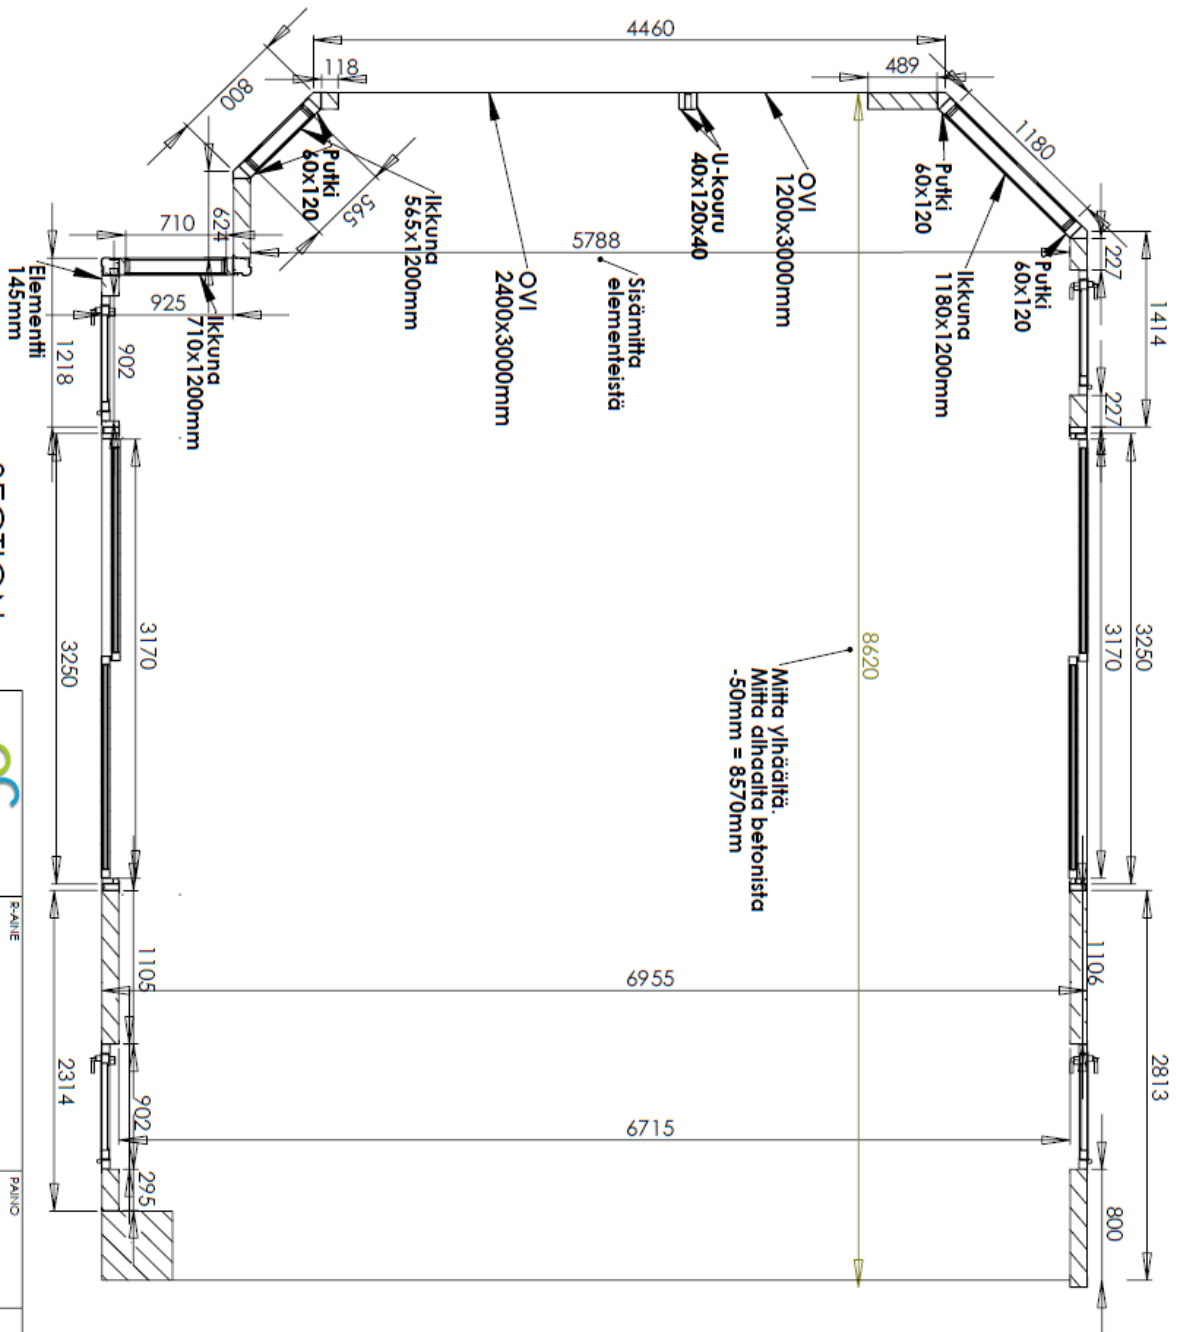 4460
118
489
800
1180
Putki
60x120
565
Ikkuna
565x1200mm
U-kouru
40x120x40
OVI
1200x3000mm
Putki
60x120
Ikkuna
1180x1200mm
Putki
60x120
227
1414
227
710
624
5788
925
Ikkuna
710x1200mm
OVI
2400x3000mm
Sisämitta
elementeistä
Elementti
145mm
1218
902
3170
3250
3170
3250
8620
Mitta ylhäältä.
Mitta alhaalta betonista
-50mm = 8570mm
SECTION
R-AINE
PAINO
1105
6955
1106
2813
2314
902
6715
295
800